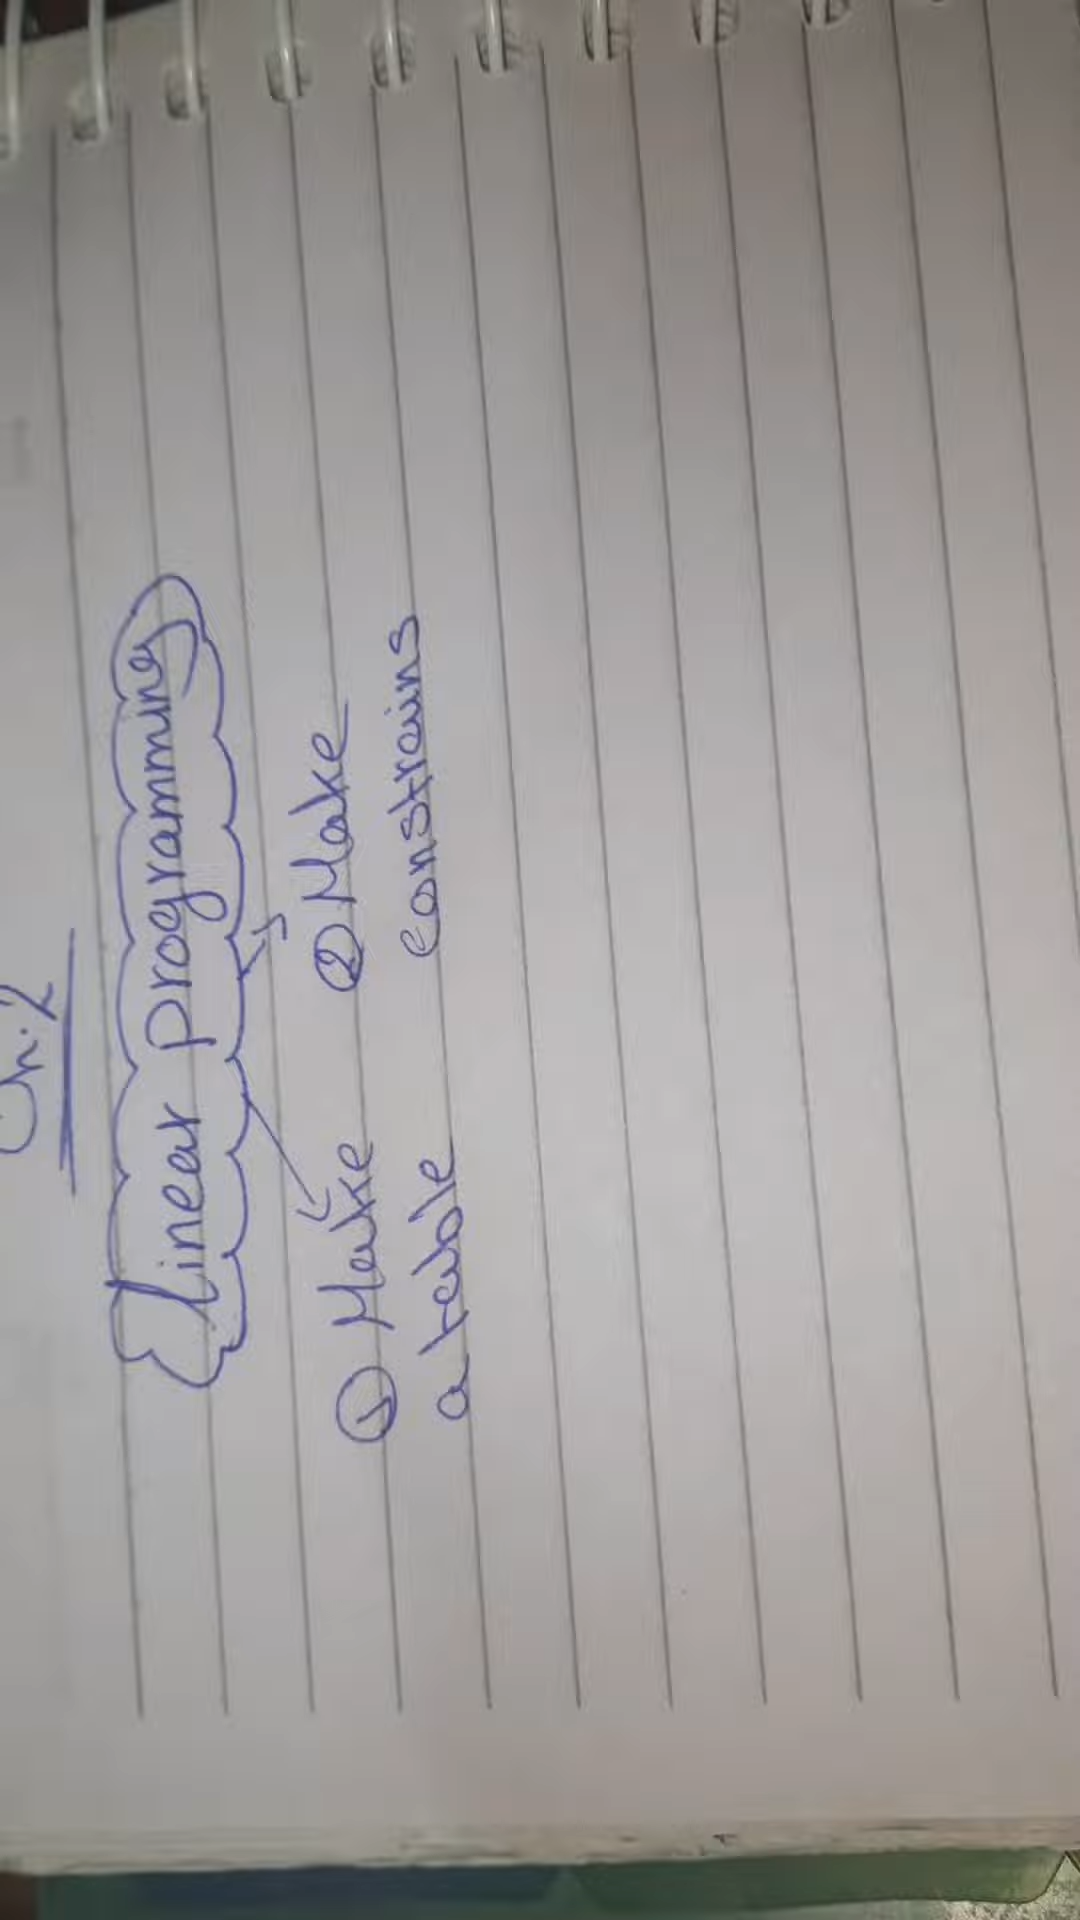 Ch.2
Linear programming
① Make ② Make
a table constrains